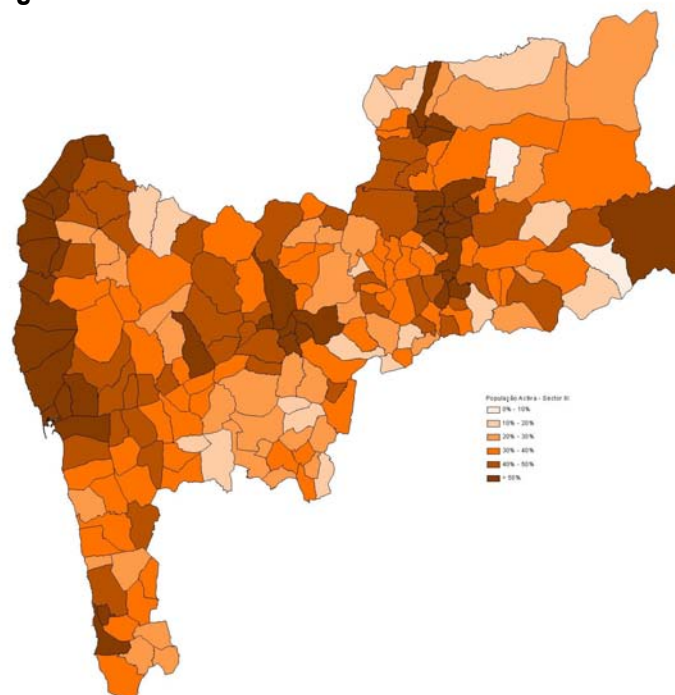 População Activa - Sector III
0% - 10%
10% - 20%
20% - 30%
30% - 40%
40% - 50%
> 50%